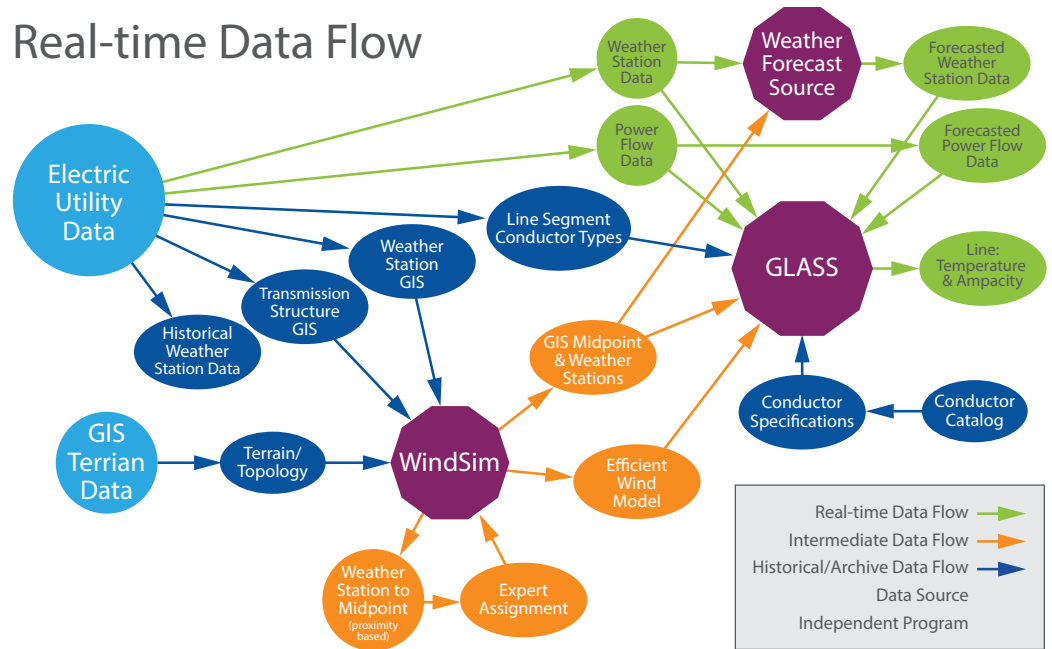 Real-time Data Flow
Weather
Station
Data
Weather
Forecast
Source
Forecasted
Weather
Station Data
Power
Flow
Data
Forecasted
Power Flow
Data
Electric
Utility
Data
Line Segment
Conductor Types
Weather
Station
GIS
GLASS
Line:
Temperature
& Ampacity
Transmission
Structure
GIS
Historical
Weather
Station Data
GIS Midpoint
& Weather
Stations
Conductor
Specifications
Conductor
Catalog
GIS
Terrian
Data
Terrain/
Topology
WindSim
Efficient
Wind
Model
Weather
Station to
Midpoint
(proximity
based)
Expert
Assignment
Real-time Data Flow
Intermediate Data Flow
Historical/Archive Data Flow
Data Source
Independent Program